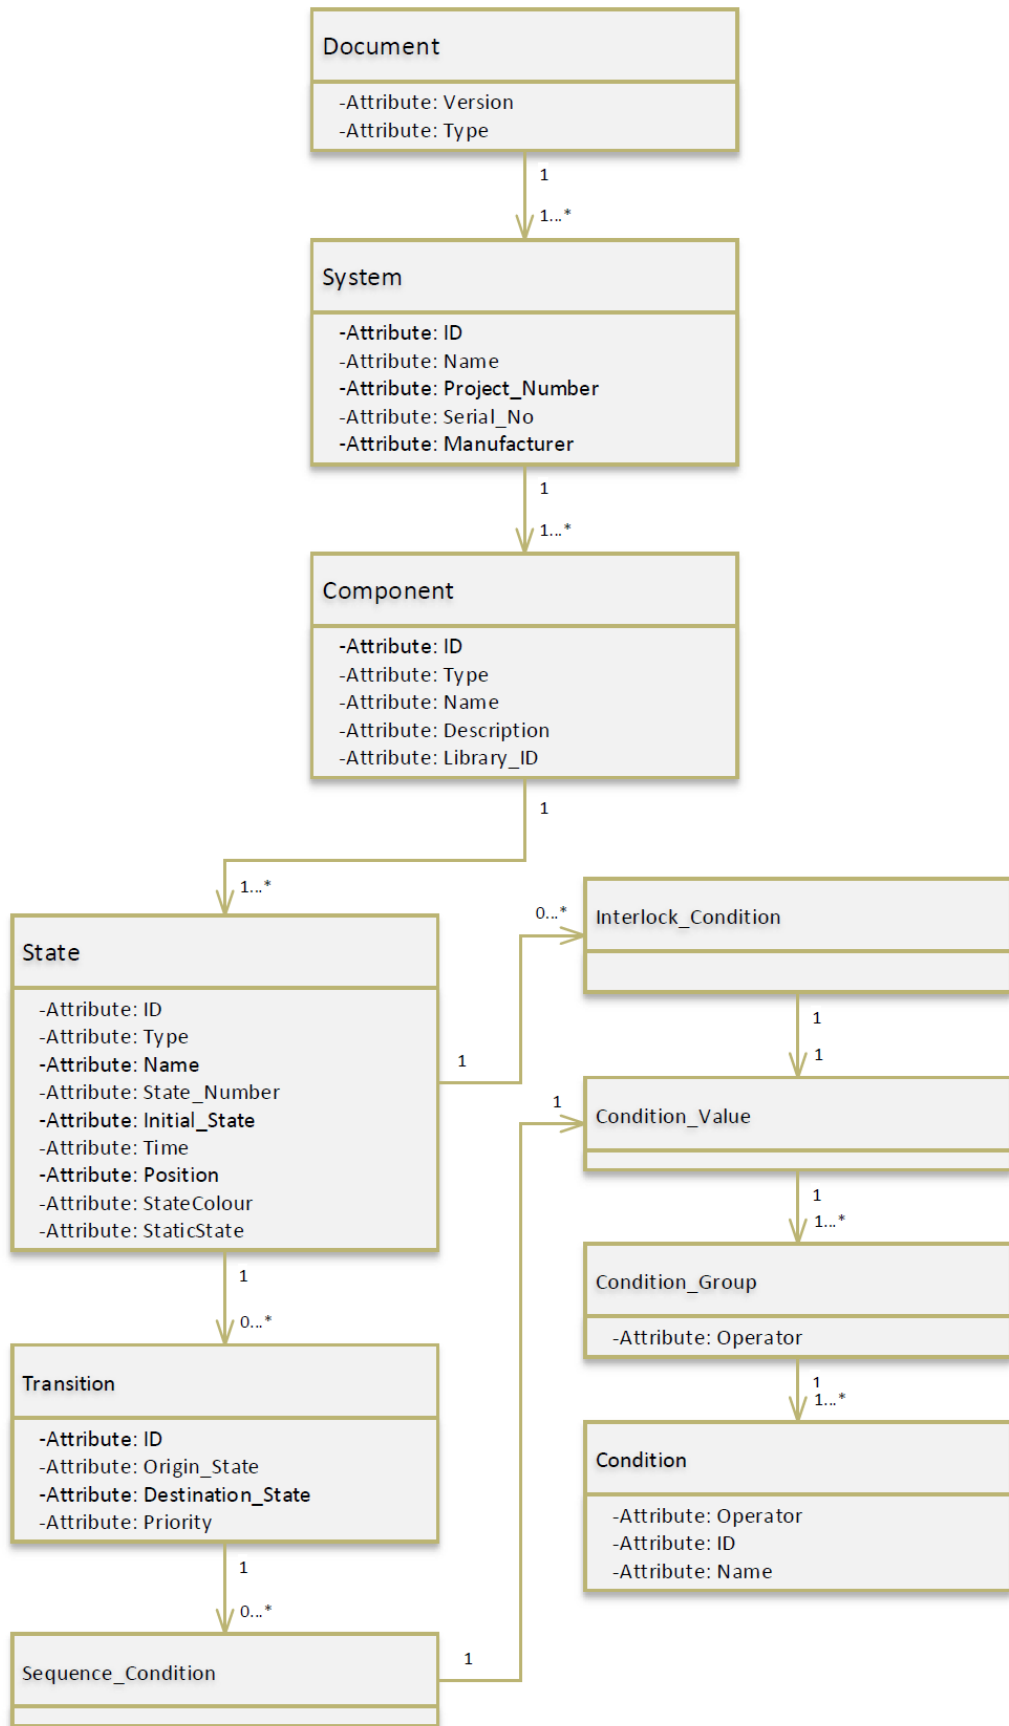 Document
-Attribute: Version
-Attribute: Type
1
1...*
System
-Attribute: ID
-Attribute: Name
-Attribute: Project_Number
-Attribute: Serial_No
-Attribute: Manufacturer
1
1...*
Component
-Attribute: ID
-Attribute: Type
-Attribute: Name
-Attribute: Description
-Attribute: Library_ID
1
1...*
State
-Attribute: ID
-Attribute: Type
-Attribute: Name
-Attribute: State_Number
-Attribute: Initial_State
-Attribute: Time
-Attribute: Position
-Attribute: StateColour
-Attribute: StaticState
1
0...*
Interlock_Condition
1
1
1
Condition_Value
1
1...*
Condition_Group
-Attribute: Operator
1
1...*
Condition
-Attribute: Operator
-Attribute: ID
-Attribute: Name
1
0...*
Transition
-Attribute: ID
-Attribute: Origin_State
-Attribute: Destination_State
-Attribute: Priority
1
0...*
Sequence_Condition
1